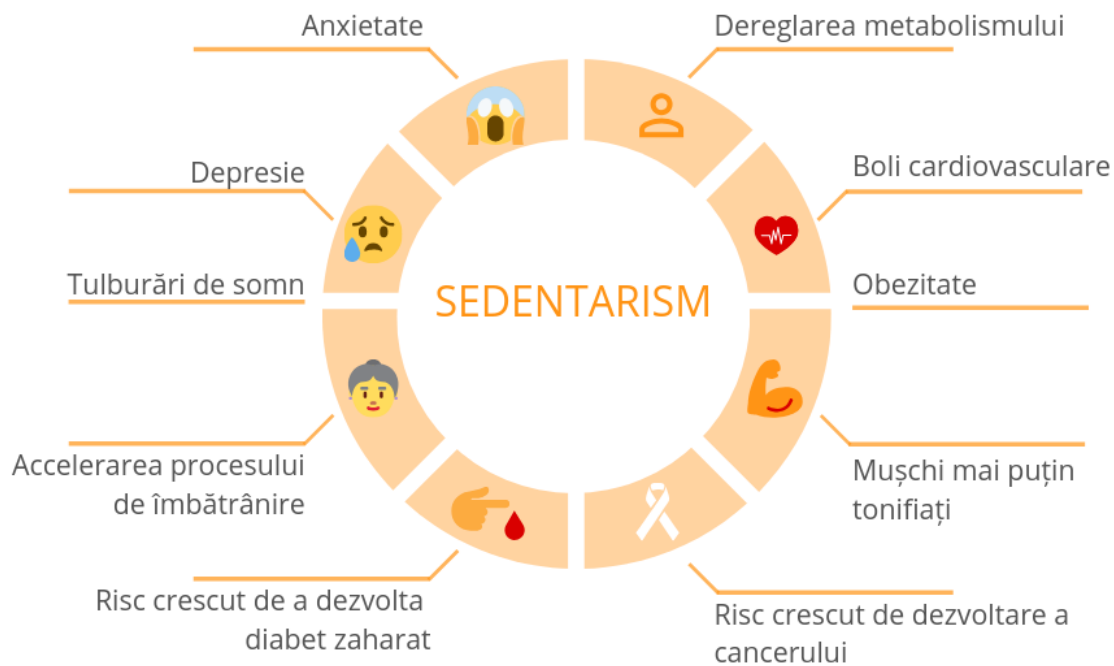 Anxietate
Dereglarea metabolismului
Depresie
Boli cardiovasculare
Tulburări de somn
SEDENTARISM
Obezitate
Accelerarea procesului
de îmbătrânire
Mușchi mai puțin
tonifiați
Risc crescut de a dezvolta
diabet zaharat
Risc crescut de dezvoltare a
cancerului